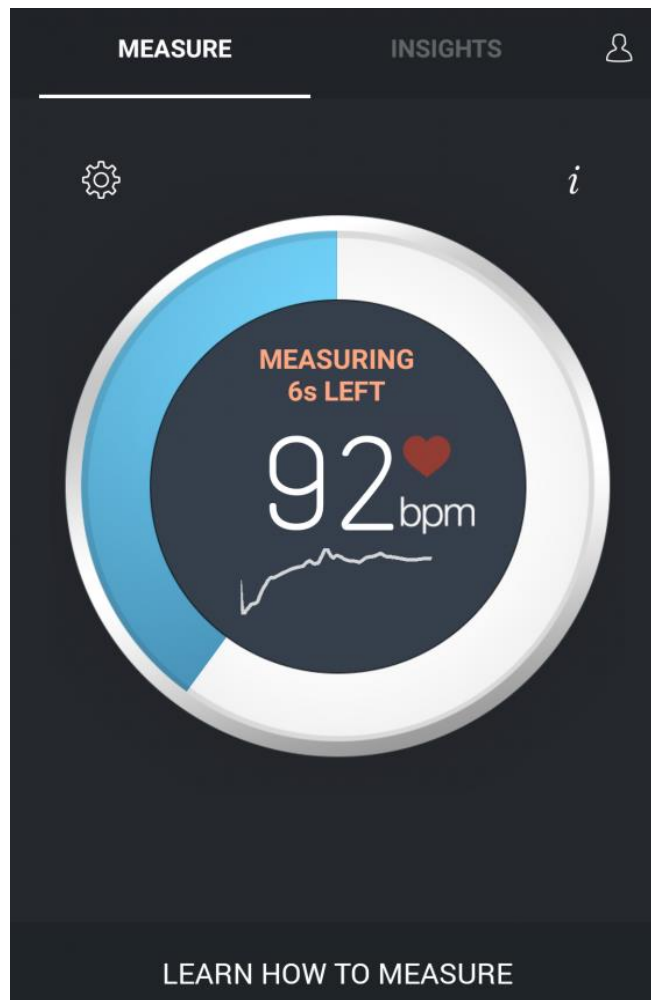 MEASURE
INSIGHTS
i
MEASURING
6s LEFT
92 bpm
LEARN HOW TO MEASURE